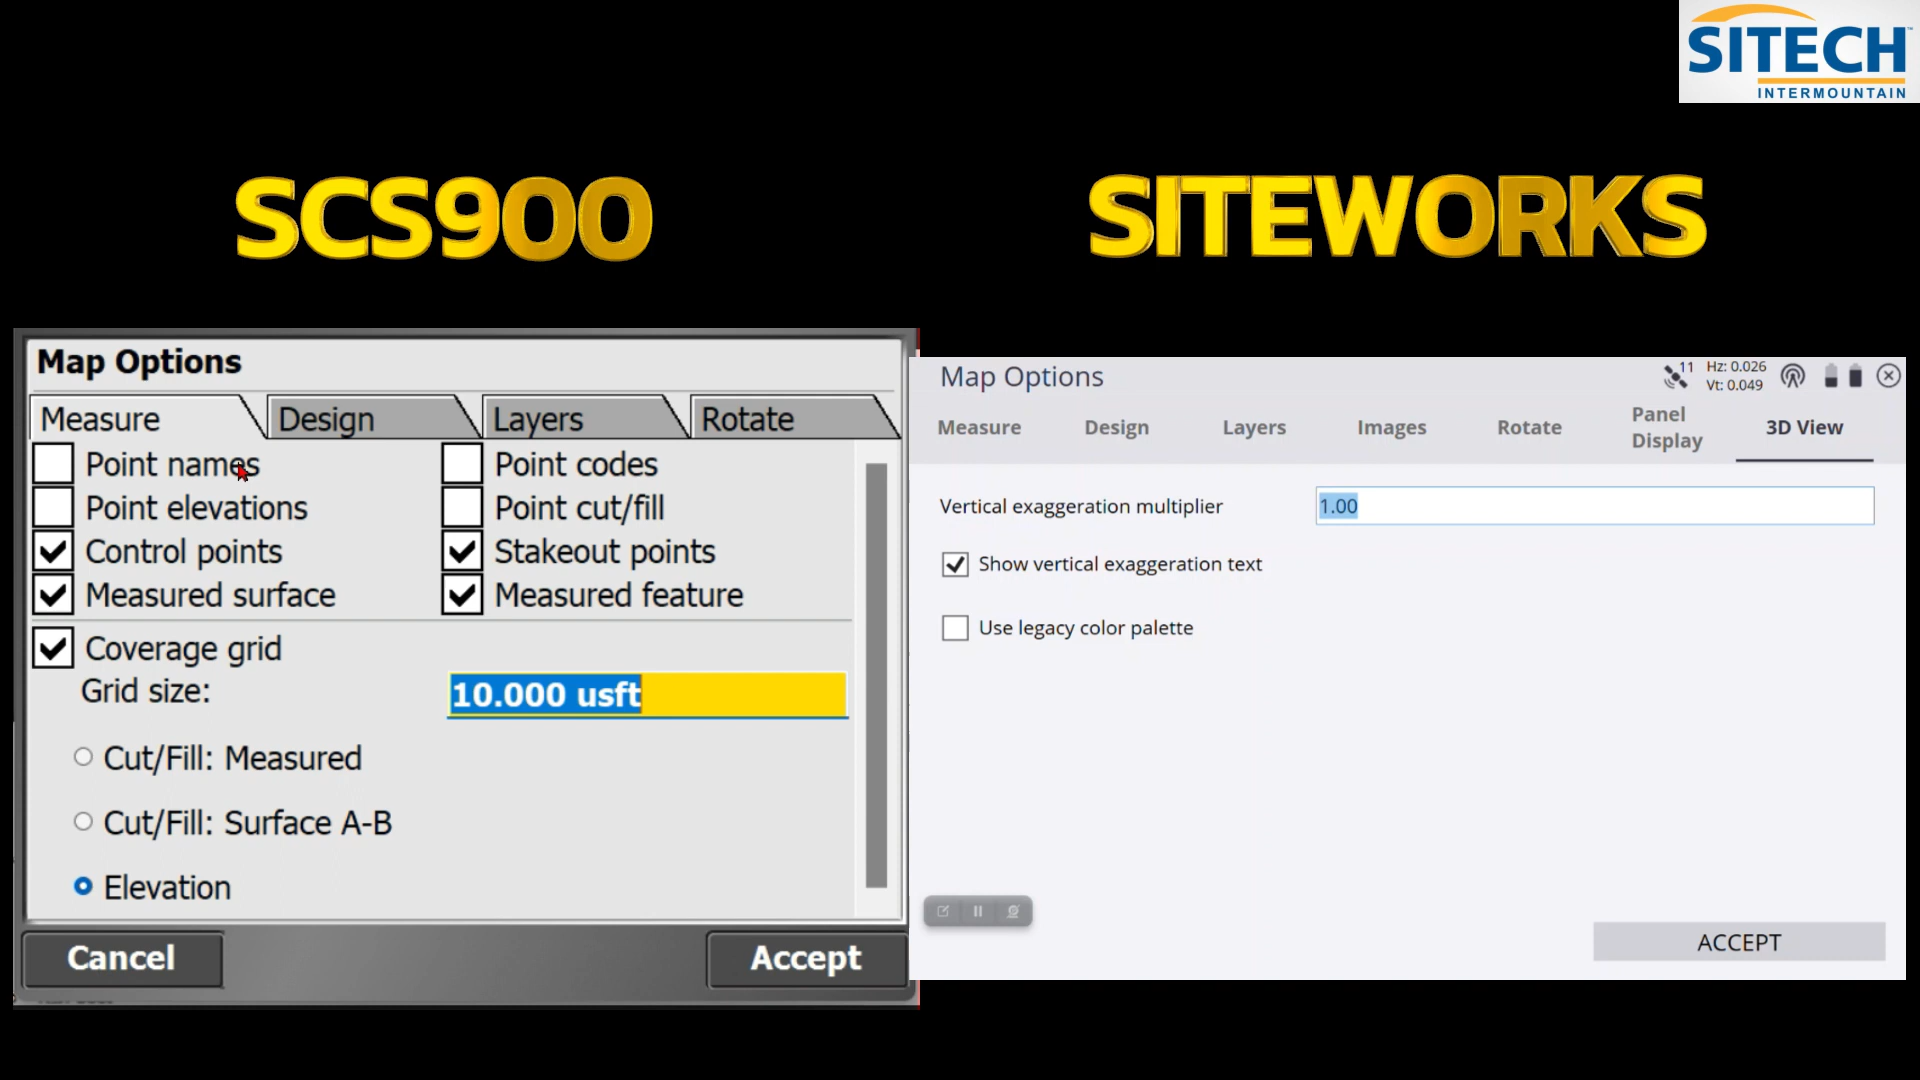 SITECH
INTERMOUNTAIN
SCS900
SITEWORKS
Map Options
Measure
Design
Layers
Rotate
Point names
Point codes
Point elevations
Point cut/fill
Control points
Stakeout points
Measured surface
Measured feature
Coverage grid
Grid size:
10.000 usft
Cut/Fill: Measured
Cut/Fill: Surface A-B
Elevation
Cancel
Accept
Map Options
11
Hz: 0.026
Vt: 0.049
Measure
Design
Layers
Images
Rotate
Panel
Display
3D View
Vertical exaggeration multiplier
1.00
Show vertical exaggeration text
Use legacy color palette
ACCEPT